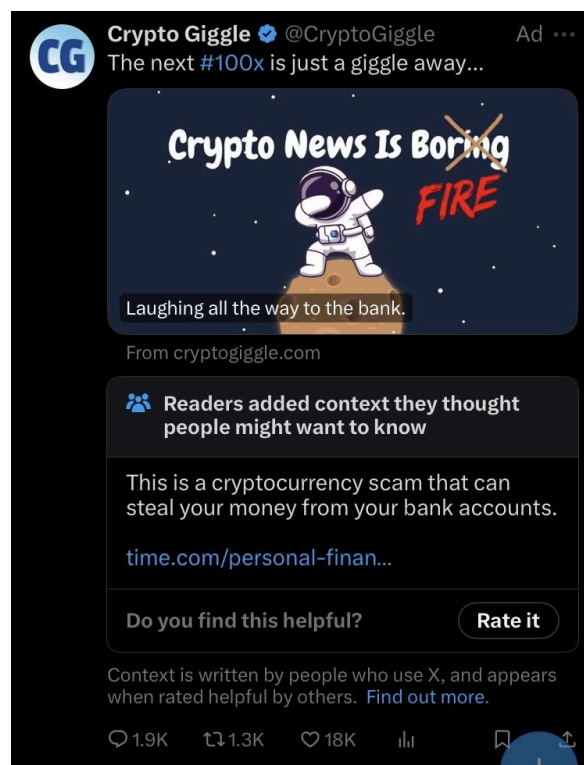 CG
Crypto Giggle @CryptoGiggle Ad
The next #100x is just a giggle away...
Crypto News Is Boring
FIRE
Laughing all the way to the bank.
From cryptogiggle.com
Readers added context they thought
people might want to know
This is a cryptocurrency scam that can
steal your money from your bank accounts.
time.com/personal-finan...
Do you find this helpful? Rate it
Context is written by people who use X, and appears
when rated helpful by others. Find out more.
1.9K 1.3K 18K